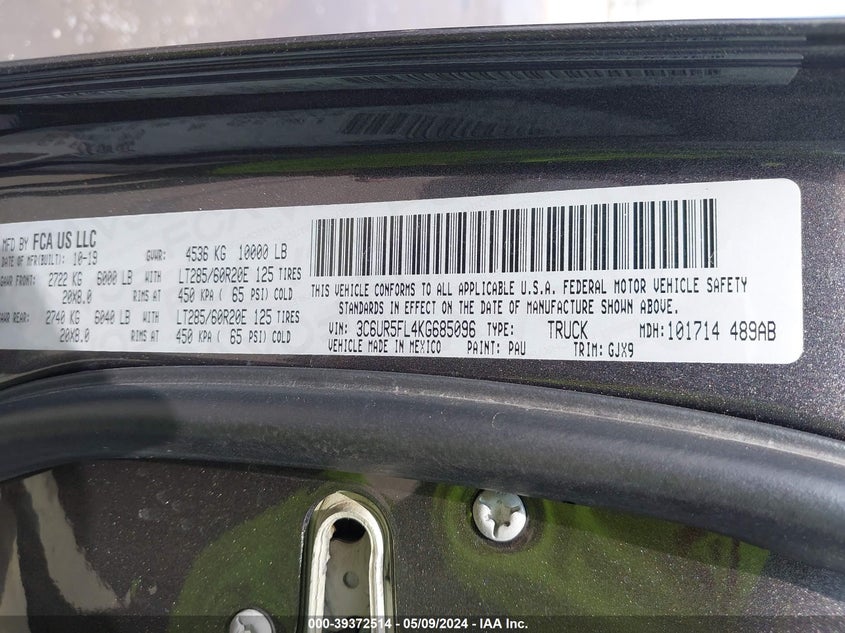 MFD BY FCA US LLC GVWR: 4536 KG 10000 LB
DATE OF MFR(BUILT): 10-19
GAWR FRONT: 2722 KG 6000 LB WITH LT285/60R20E 125 TIRES
20X8.0 RIMS AT 450 KPA ( 65 PSI) COLD
GAWR REAR: 2740 KG 6040 LB WITH LT285/60R20E 125 TIRES
20X8.0 RIMS AT 450 KPA ( 65 PSI) COLD
THIS VEHICLE CONFORMS TO ALL APPLICABLE U.S.A. FEDERAL MOTOR VEHICLE SAFETY
STANDARDS IN EFFECT ON THE DATE OF MANUFACTURE SHOWN ABOVE.
VIN: 3C6UR5FL4KG685096 TYPE: TRUCK MDH: 101714 489AB
VEHICLE MADE IN MEXICO PAINT: PAU TRIM: GJX9
000-39372514 - 05/09/2024 - IAA Inc.